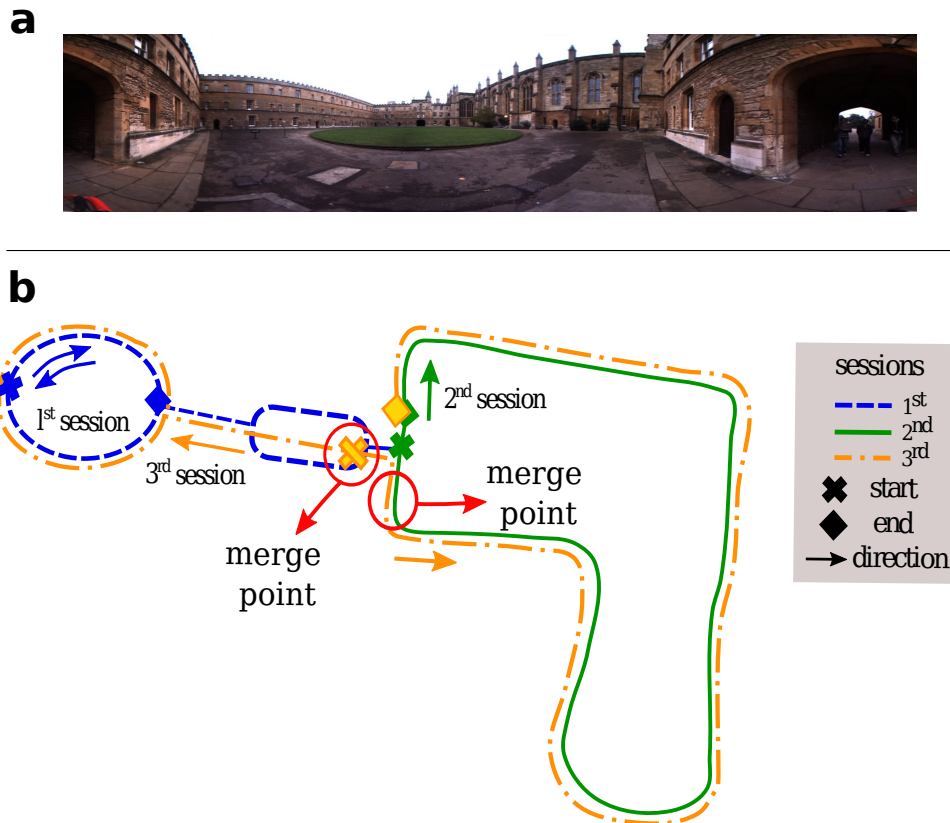 a
b
1st session
2nd session
3rd session
merge
point
merge
point
sessions
1st
2nd
3rd
start
end
direction